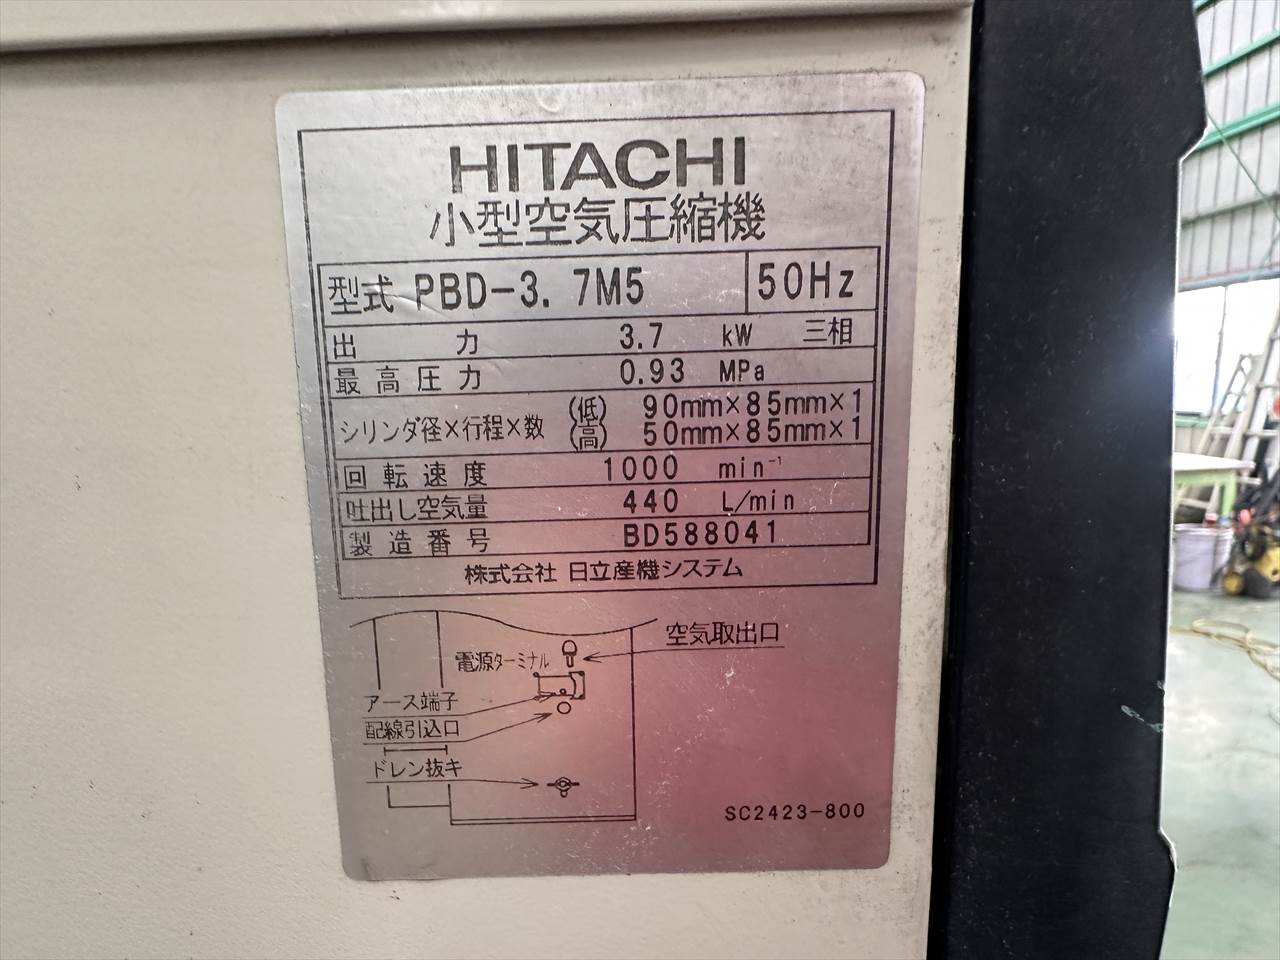 HITACHI
小型空気圧縮機
型式 PBD-3.7M5 50Hz
出力 3.7 kW 三相
最高圧力 0.93 MPa
シリンダ径×行程×数 (低) 90mm×85mm×1
(高) 50mm×85mm×1
回転速度 1000 min⁻¹
吐出し空気量 440 L/min
製造番号 BD588041
株式会社 日立産機システム
空気取出口
電源ターミナル
アース端子
配線引込口
ドレン抜キ
SC2423-800